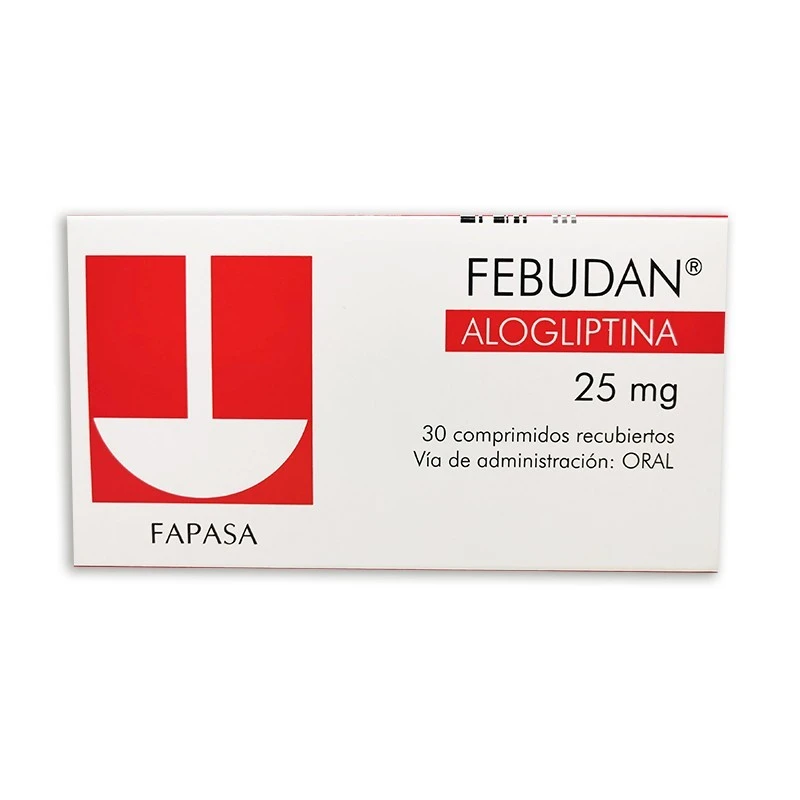 FEBUDAN®
ALOGLIPTINA
25 mg
30 comprimidos recubiertos
Vía de administración: ORAL
FAPASA